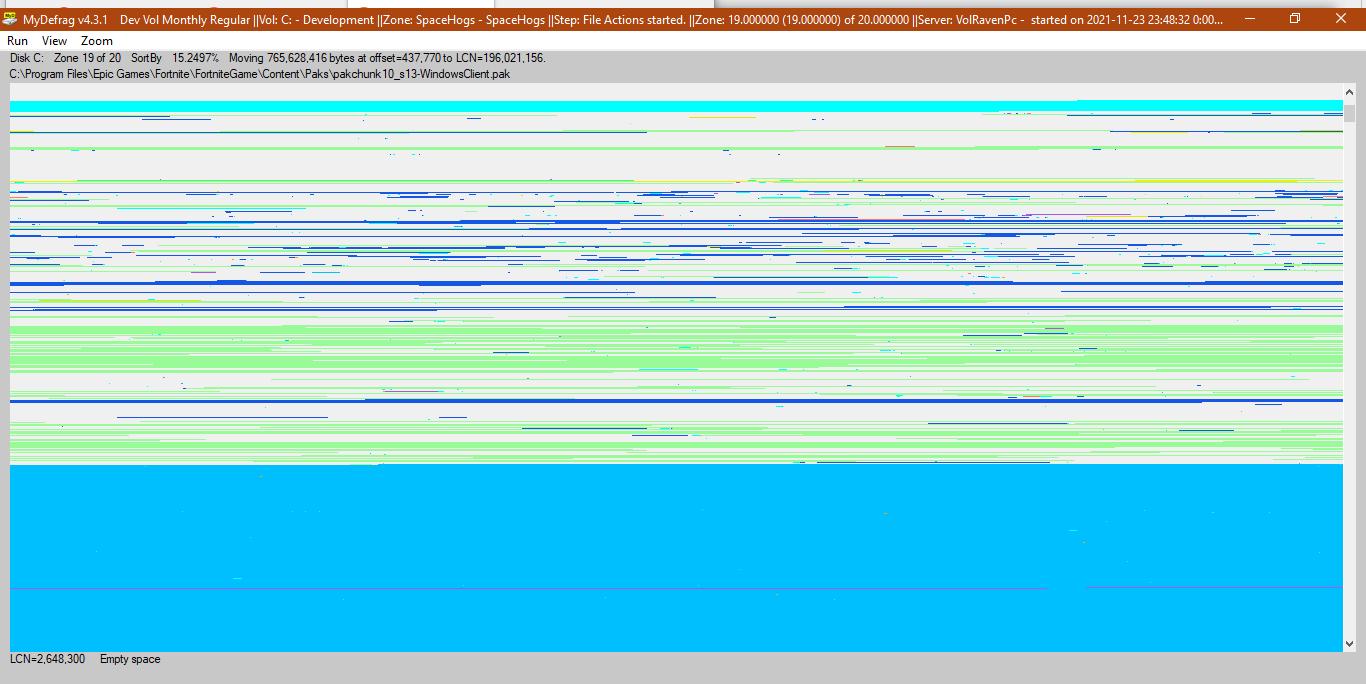 MyDefrag v4.3.1    Dev Vol Monthly Regular ||Vol: C: - Development ||Zone: SpaceHogs - SpaceHogs ||Step: File Actions started. ||Zone: 19.000000 (19.000000) of 20.000000 ||Server: VolRavenPc -  started on 2021-11-23 23:48:32 0:00...
Run View Zoom
Disk C:   Zone 19 of 20   SortBy   15.2497%   Moving 765,628,416 bytes at offset=437,770 to LCN=196,021,156.
C:\Program Files\Epic Games\Fortnite\FortniteGame\Content\Paks\pakchunk10_s13-WindowsClient.pak
LCN=2,648,300   Empty space